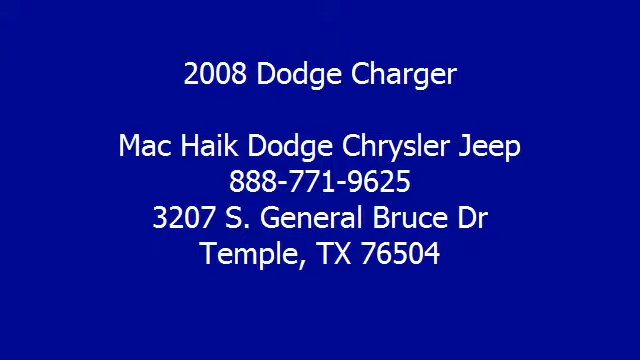 2008 Dodge Charger
Mac Haik Dodge Chrysler Jeep
888-771-9625
3207 S. General Bruce Dr
Temple, TX 76504